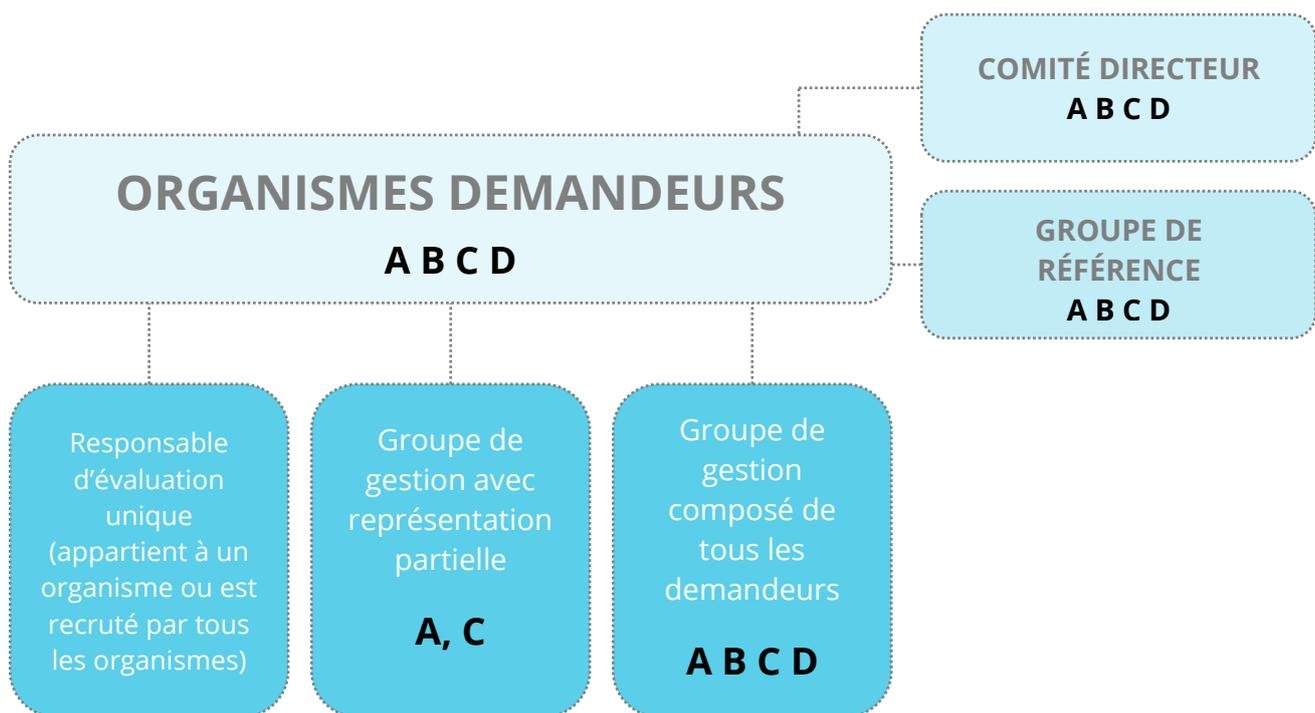 COMITÉ DIRECTEUR
A B C D
ORGANISMES DEMANDEURS
A B C D
GROUPE DE
RÉFÉRENCE
A B C D
Responsable
d’évaluation
unique
(appartient à un
organisme ou est
recruté par tous
les organismes)
Groupe de
gestion avec
représentation
partielle
A, C
Groupe de
gestion
composé de
tous les
demandeurs
A B C D